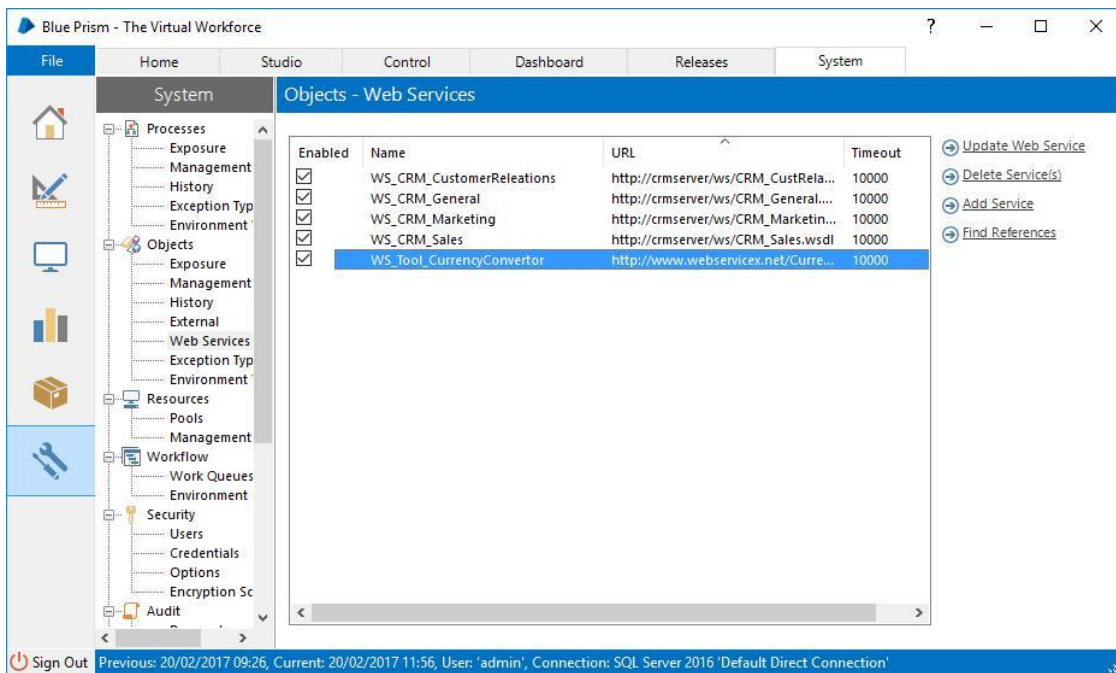 Blue Prism - The Virtual Workforce
?
File
Home
Studio
Control
Dashboard
Releases
System
System
Objects - Web Services
Processes
Exposure
Management
History
Exception Typ
Environment
Objects
Exposure
Management
History
External
Web Services
Exception Typ
Environment
Resources
Pools
Management
Workflow
Work Queues
Environment
Security
Users
Credentials
Options
Encryption Sc
Audit
Enabled Name URL Timeout
WS_CRM_CustomerReleations http://crmserver/ws/CRM_CustRela... 10000
WS_CRM_General http://crmserver/ws/CRM_General.... 10000
WS_CRM_Marketing http://crmserver/ws/CRM_Marketin... 10000
WS_CRM_Sales http://crmserver/ws/CRM_Sales.wsdl 10000
WS_Tool_CurrencyConvertor http://www.webservicex.net/Curre... 10000
Update Web Service
Delete Service(s)
Add Service
Find References
Sign Out
Previous: 20/02/2017 09:26, Current: 20/02/2017 11:56, User: 'admin', Connection: SQL Server 2016 'Default Direct Connection'